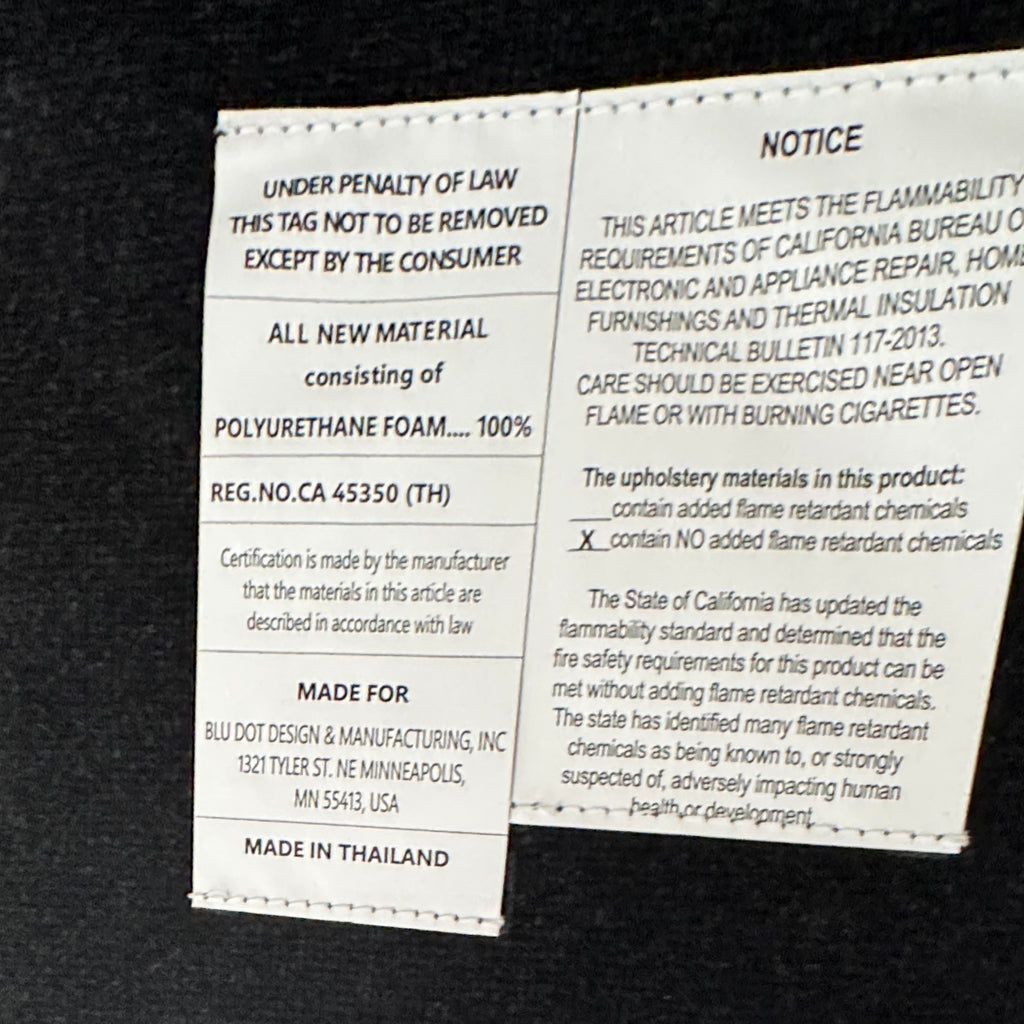 UNDER PENALTY OF LAW
THIS TAG NOT TO BE REMOVED
EXCEPT BY THE CONSUMER
ALL NEW MATERIAL
consisting of
POLYURETHANE FOAM.... 100%
REG.NO.CA 45350 (TH)
Certification is made by the manufacturer
that the materials in this article are
described in accordance with law
MADE FOR
BLU DOT DESIGN & MANUFACTURING, INC
1321 TYLER ST. NE MINNEAPOLIS,
MN 55413, USA
MADE IN THAILAND
NOTICE
THIS ARTICLE MEETS THE FLAMMABILITY
REQUIREMENTS OF CALIFORNIA BUREAU O
ELECTRONIC AND APPLIANCE REPAIR, HOME
FURNISHINGS AND THERMAL INSULATION
TECHNICAL BULLETIN 117-2013.
CARE SHOULD BE EXERCISED NEAR OPEN
FLAME OR WITH BURNING CIGARETTES.
The upholstery materials in this product:
___contain added flame retardant chemicals
_X_contain NO added flame retardant chemicals
The State of California has updated the
flammability standard and determined that the
fire safety requirements for this product can be
met without adding flame retardant chemicals.
The state has identified many flame retardant
chemicals as being known to, or strongly
suspected of, adversely impacting human
health or development.